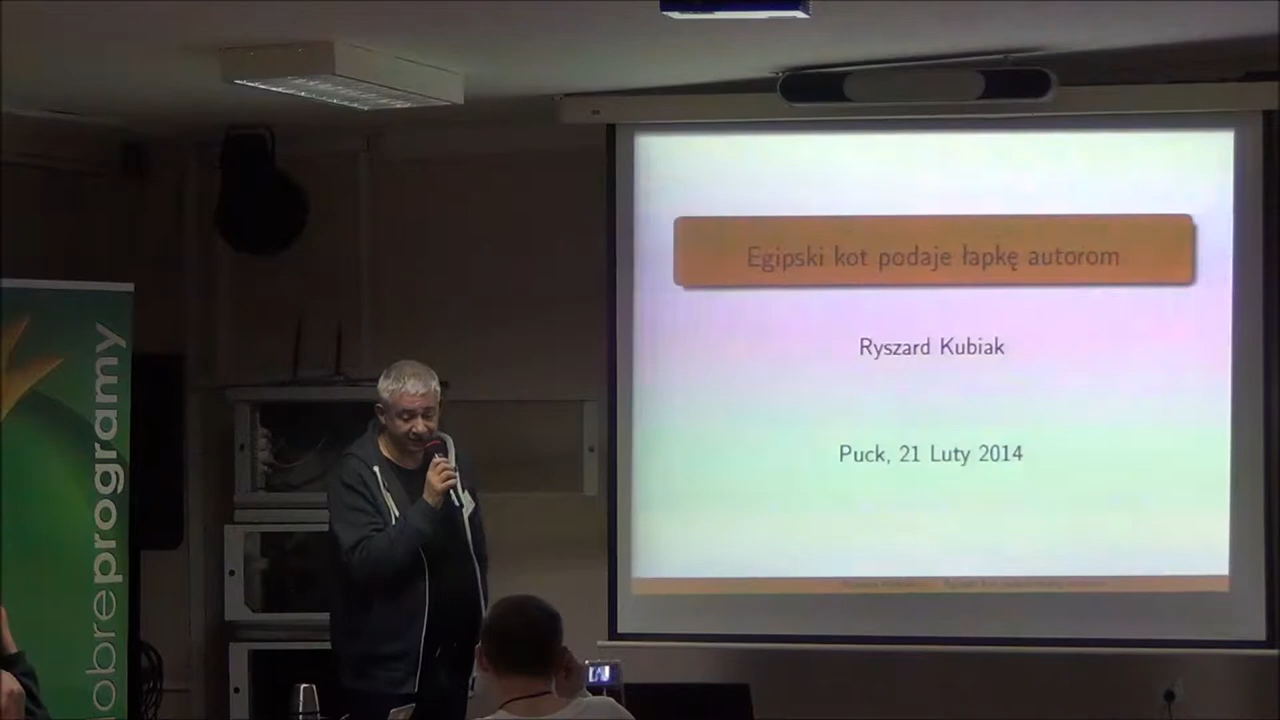 Egipski kot podaje łapkę autorom
Ryszard Kubiak
Puck, 21 Luty 2014
dobreprogramy